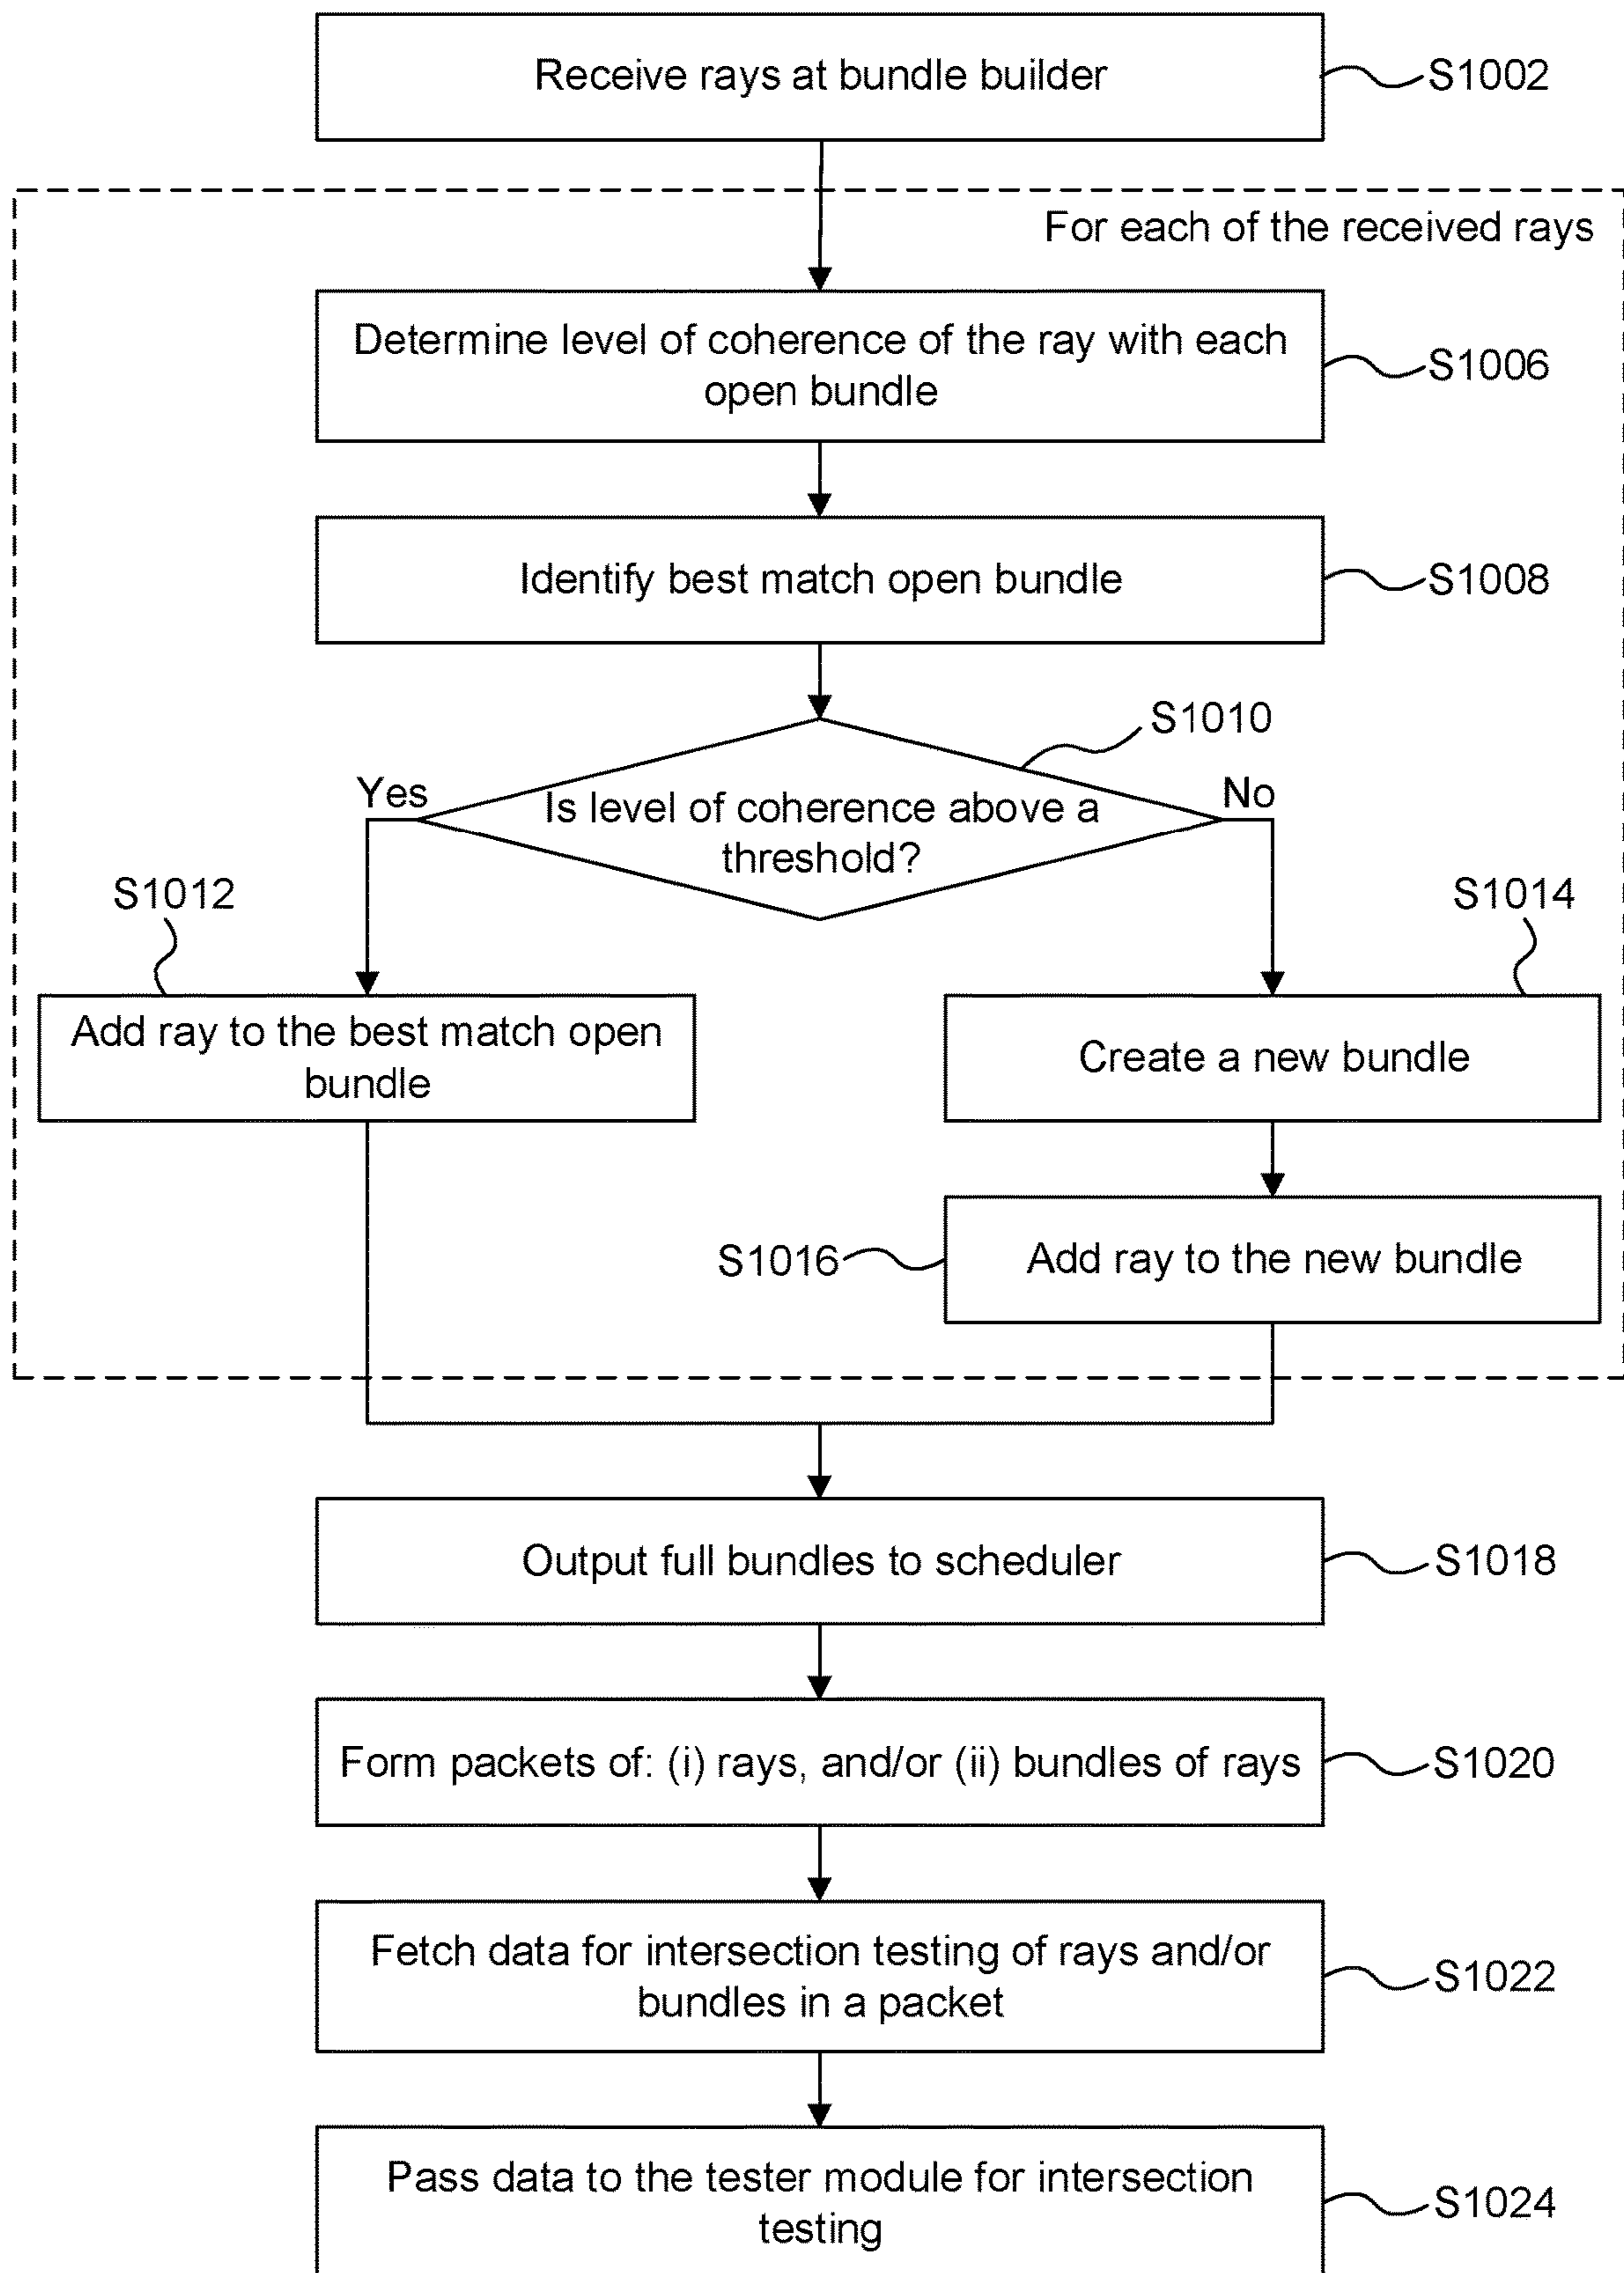 Receive rays at bundle builder
S1002
For each of the received rays
Determine level of coherence of the ray with each
open bundle
S1006
Identify best match open bundle
S1008
S1010
Yes
No
Is level of coherence above a
threshold?
S1012
S1014
Add ray to the best match open
bundle
Create a new bundle
S1016
Add ray to the new bundle
Output full bundles to scheduler
S1018
Form packets of: (i) rays, and/or (ii) bundles of rays
S1020
Fetch data for intersection testing of rays and/or
bundles in a packet
S1022
Pass data to the tester module for intersection
testing
S1024